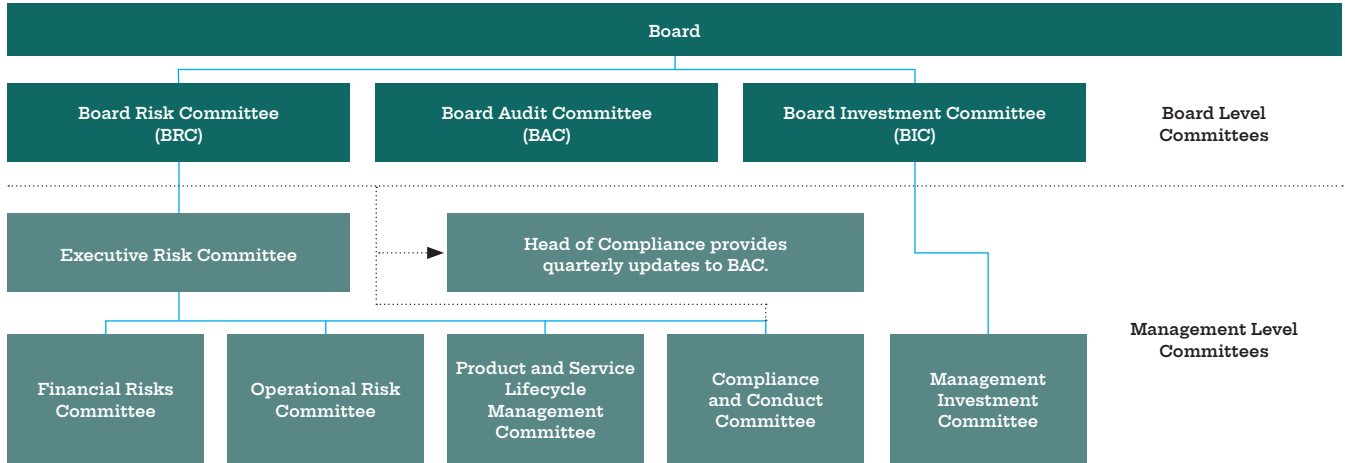 Board
Board Risk Committee
(BRC)
Board Audit Committee
(BAC)
Board Investment Committee
(BIC)
Board Level
Committees
Executive Risk Committee
Head of Compliance provides
quarterly updates to BAC.
Management Level
Committees
Financial Risks
Committee
Operational Risk
Committee
Product and Service
Lifecycle
Management
Committee
Compliance
and Conduct
Committee
Management
Investment
Committee